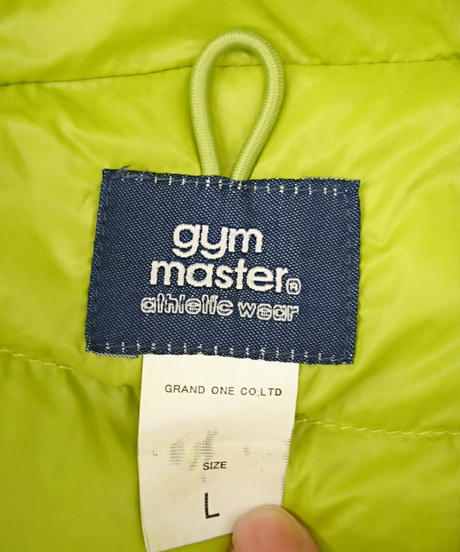 gym
master®
athletic wear
GRAND ONE CO,LTD
SIZE
L